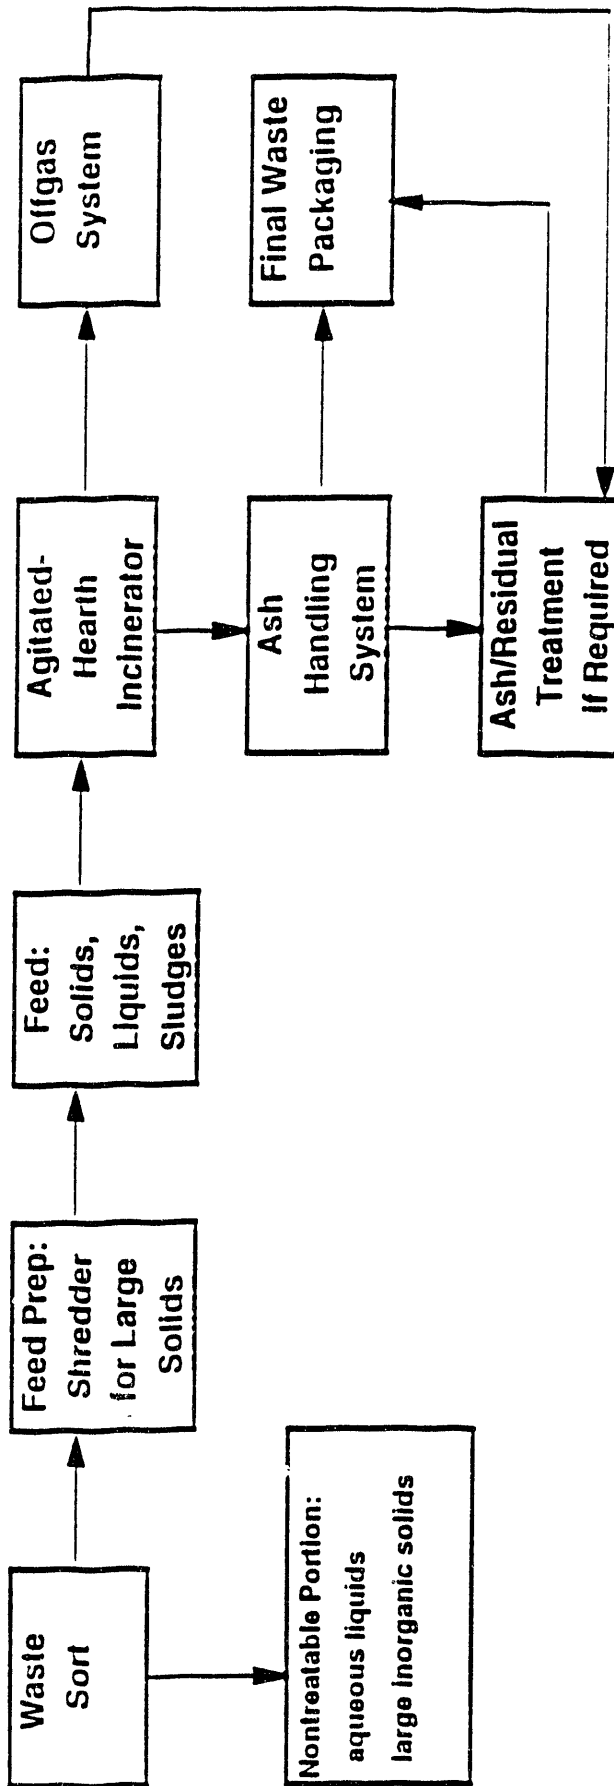 Waste
Sort
Nontreatable Portion:
aqueous liquids
large inorganic solids
Feed Prep:
Shredder
for Large
Solids
Feed:
Solids,
Liquids,
Sludges
Agitated-
Hearth
Incinerator
Ash
Handling
System
Ash/Residual
Treatment
If Required
Offgas
System
Final Waste
Packaging